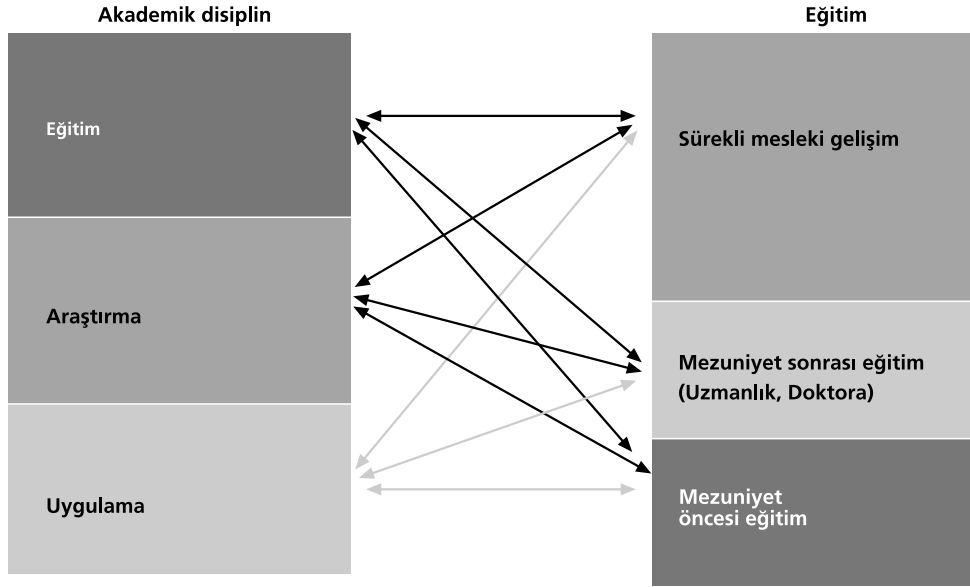 Akademik disiplin
Eğitim
Araştırma
Uygulama
Eğitim
Sürekli mesleki gelişim
Mezuniyet sonrası eğitim
(Uzmanlık, Doktora)
Mezuniyet
öncesi eğitim